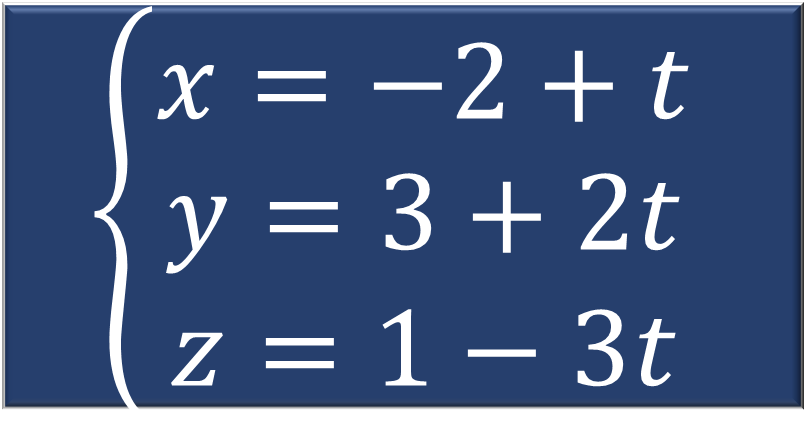 x = −2 + t
y = 3 + 2t
z = 1 − 3t